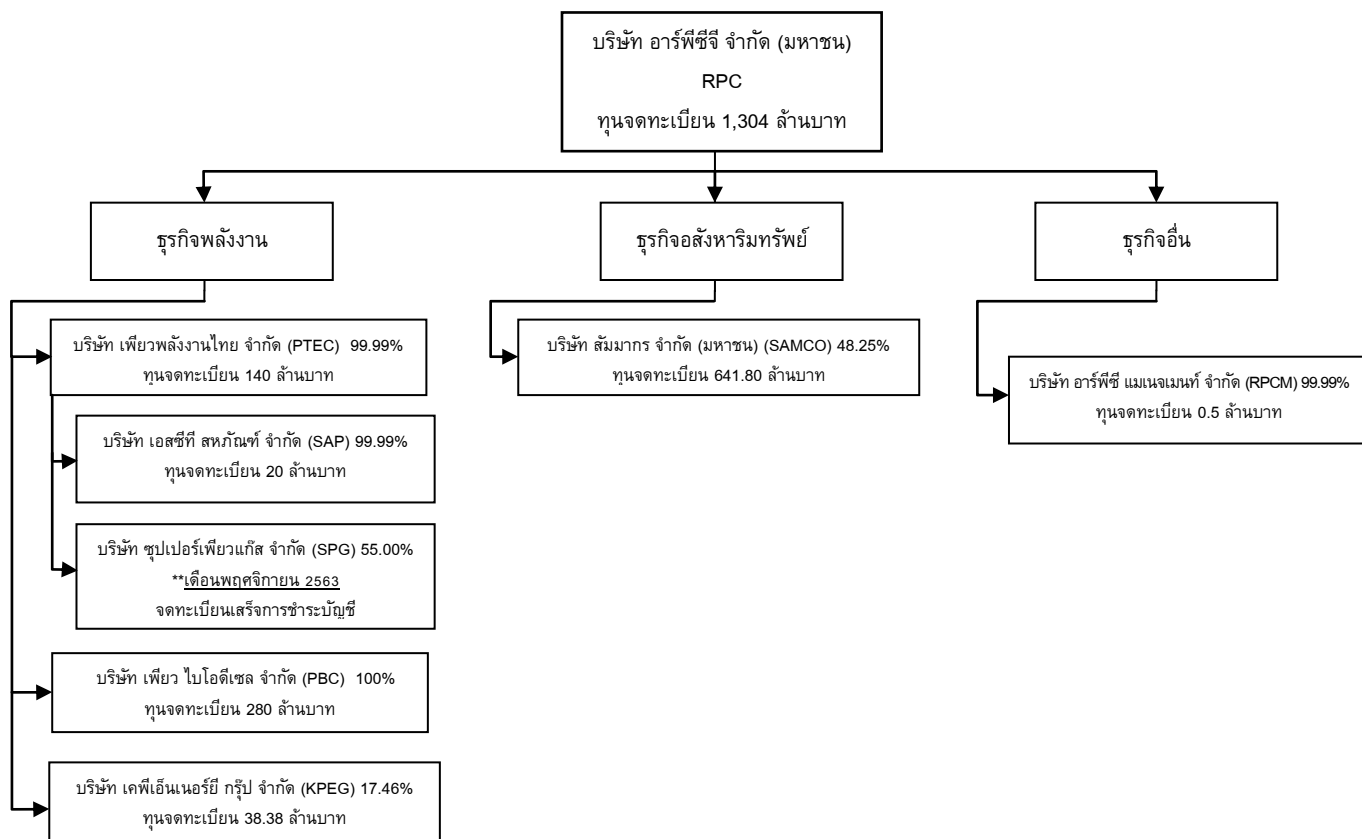 บริษัท อาร์พีซีจี จำกัด (มหาชน)
RPC
ทุนจดทะเบียน 1,304 ล้านบาท
ธุรกิจพลังงาน
ธุรกิจอสังหาริมทรัพย์
ธุรกิจอื่น
บริษัท เพียวพลังงานไทย จำกัด (PTEC) 99.99%
ทุนจดทะเบียน 140 ล้านบาท
บริษัท เอสซีที สหภัณฑ์ จำกัด (SAP) 99.99%
ทุนจดทะเบียน 20 ล้านบาท
บริษัท ซุปเปอร์เพียวแก๊ส จำกัด (SPG) 55.00%
**เดือนพฤศจิกายน 2563
จดทะเบียนเสร็จการชำระบัญชี
บริษัท เพียว ไบโอดีเซล จำกัด (PBC) 100%
ทุนจดทะเบียน 280 ล้านบาท
บริษัท เคพีเอ็นเนอร์ยี กรุ๊ป จำกัด (KPEG) 17.46%
ทุนจดทะเบียน 38.38 ล้านบาท
บริษัท สัมมากร จำกัด (มหาชน) (SAMCO) 48.25%
ทุนจดทะเบียน 641.80 ล้านบาท
บริษัท อาร์พีซี แมเนจเมนท์ จำกัด (RPCM) 99.99%
ทุนจดทะเบียน 0.5 ล้านบาท